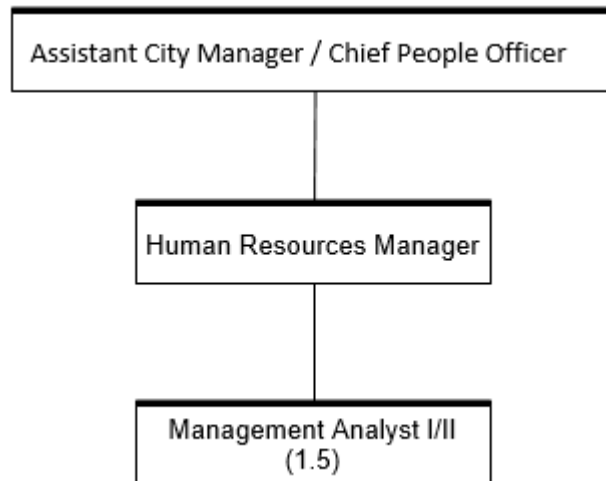 Assistant City Manager / Chief People Officer
Human Resources Manager
Management Analyst I/II
(1.5)